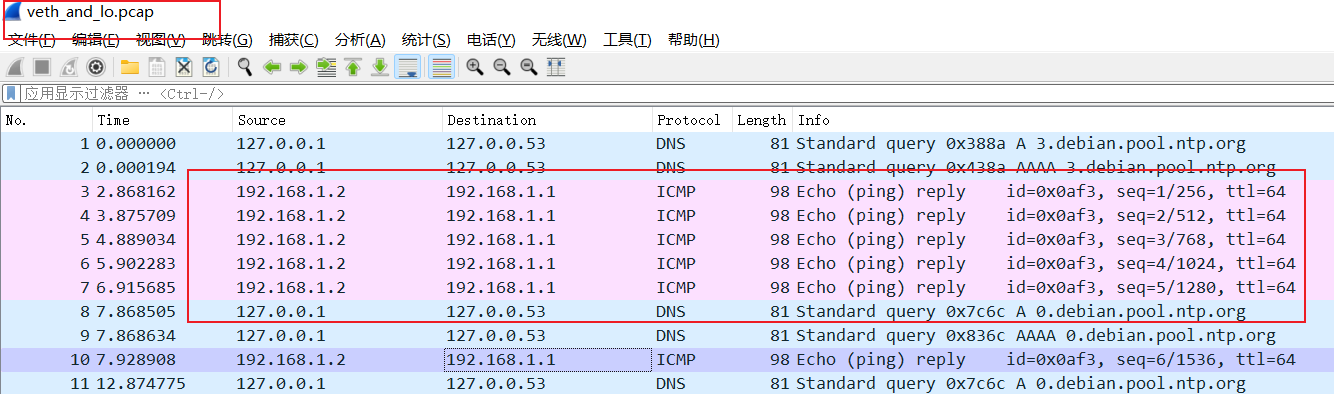 veth_and_lo.pcap
文件(F) 编辑(E) 视图(V) 跳转(G) 捕获(C) 分析(A) 统计(S) 电话(Y) 无线(W) 工具(T) 帮助(H)
应用显示过滤器 … <Ctrl-/>
No. Time Source Destination Protocol Length Info
1 0.000000 127.0.0.1 127.0.0.53 DNS 81 Standard query 0x388a A 3.debian.pool.ntp.org
2 0.000194 127.0.0.1 127.0.0.53 DNS 81 Standard query 0x438a AAAA 3.debian.pool.ntp.org
3 2.868162 192.168.1.2 192.168.1.1 ICMP 98 Echo (ping) reply id=0x0af3, seq=1/256, ttl=64
4 3.875709 192.168.1.2 192.168.1.1 ICMP 98 Echo (ping) reply id=0x0af3, seq=2/512, ttl=64
5 4.889034 192.168.1.2 192.168.1.1 ICMP 98 Echo (ping) reply id=0x0af3, seq=3/768, ttl=64
6 5.902283 192.168.1.2 192.168.1.1 ICMP 98 Echo (ping) reply id=0x0af3, seq=4/1024, ttl=64
7 6.915685 192.168.1.2 192.168.1.1 ICMP 98 Echo (ping) reply id=0x0af3, seq=5/1280, ttl=64
8 7.868505 127.0.0.1 127.0.0.53 DNS 81 Standard query 0x7c6c A 0.debian.pool.ntp.org
9 7.868634 127.0.0.1 127.0.0.53 DNS 81 Standard query 0x836c AAAA 0.debian.pool.ntp.org
10 7.928908 192.168.1.2 192.168.1.1 ICMP 98 Echo (ping) reply id=0x0af3, seq=6/1536, ttl=64
11 12.874775 127.0.0.1 127.0.0.53 DNS 81 Standard query 0x7c6c A 0.debian.pool.ntp.org